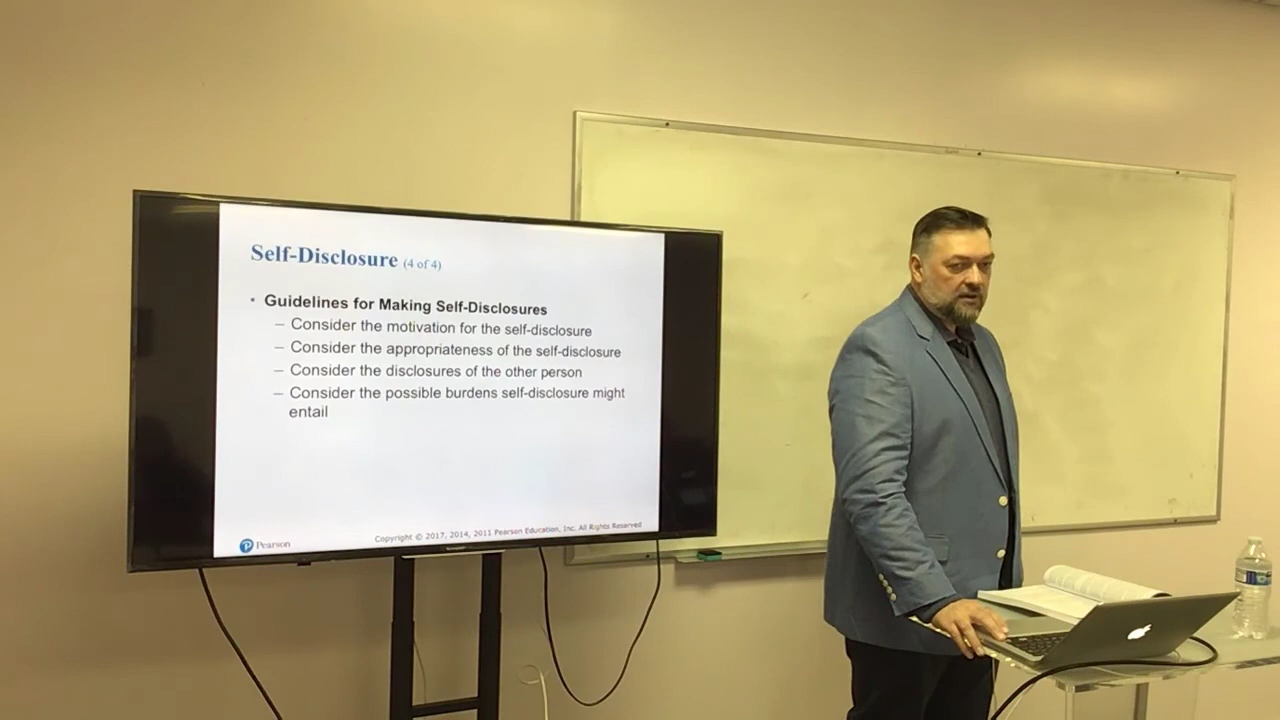 Self-Disclosure (4 of 4)
• Guidelines for Making Self-Disclosures
– Consider the motivation for the self-disclosure
– Consider the appropriateness of the self-disclosure
– Consider the disclosures of the other person
– Consider the possible burdens self-disclosure might
entail
Pearson
Copyright © 2017, 2014, 2011 Pearson Education, Inc. All Rights Reserved